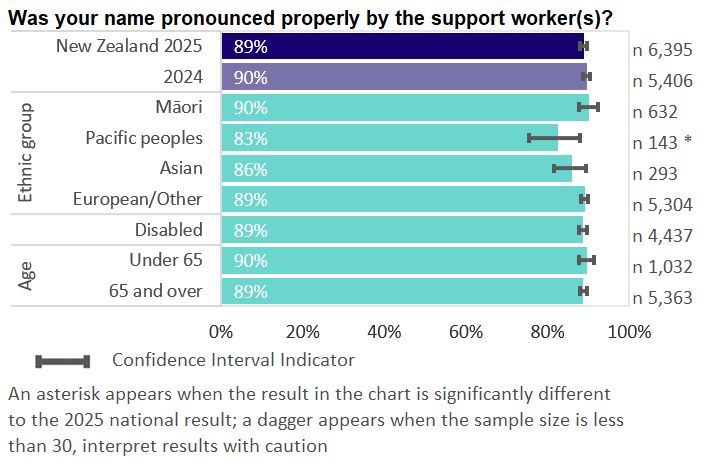 Was your name pronounced properly by the support worker(s)?
New Zealand 2025 89% n 6,395
2024 90% n 5,406
Ethnic group
Māori 90% n 632
Pacific peoples 83% n 143 *
Asian 86% n 293
European/Other 89% n 5,304
Disabled 89% n 4,437
Age
Under 65 90% n 1,032
65 and over 89% n 5,363
0% 20% 40% 60% 80% 100%
Confidence Interval Indicator
An asterisk appears when the result in the chart is significantly different
to the 2025 national result; a dagger appears when the sample size is less
than 30, interpret results with caution